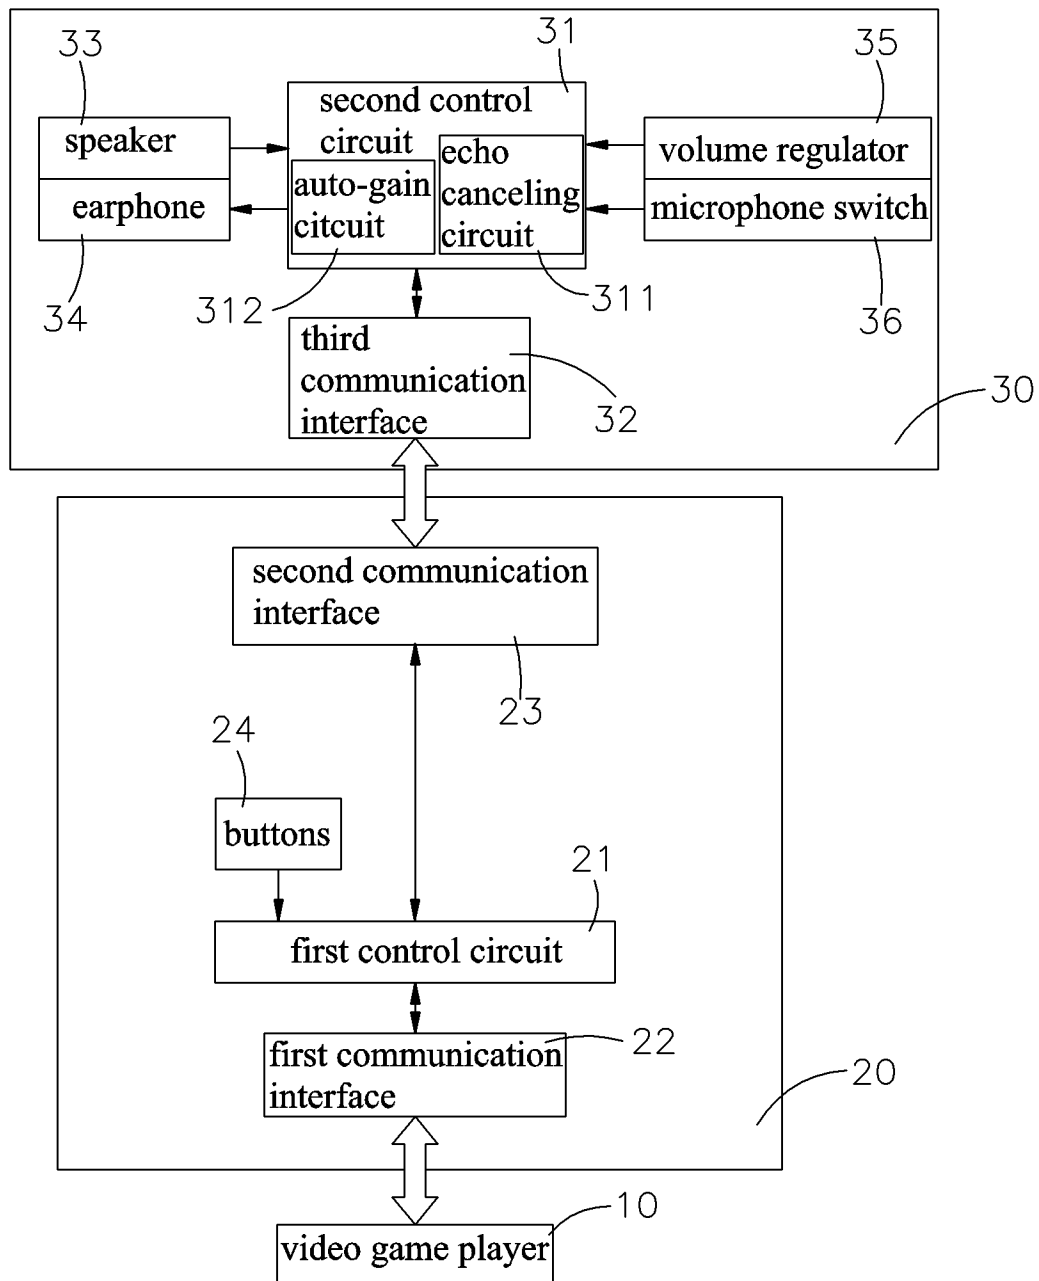 33
31
35
speaker
second control
circuit
volume regulator
earphone
auto-gain
citcuit
echo
canceling
circuit
microphone switch
34
312
311
36
third
communication
interface
32
30
second communication
interface
23
24
buttons
21
first control circuit
first communication
interface
22
20
10
video game player